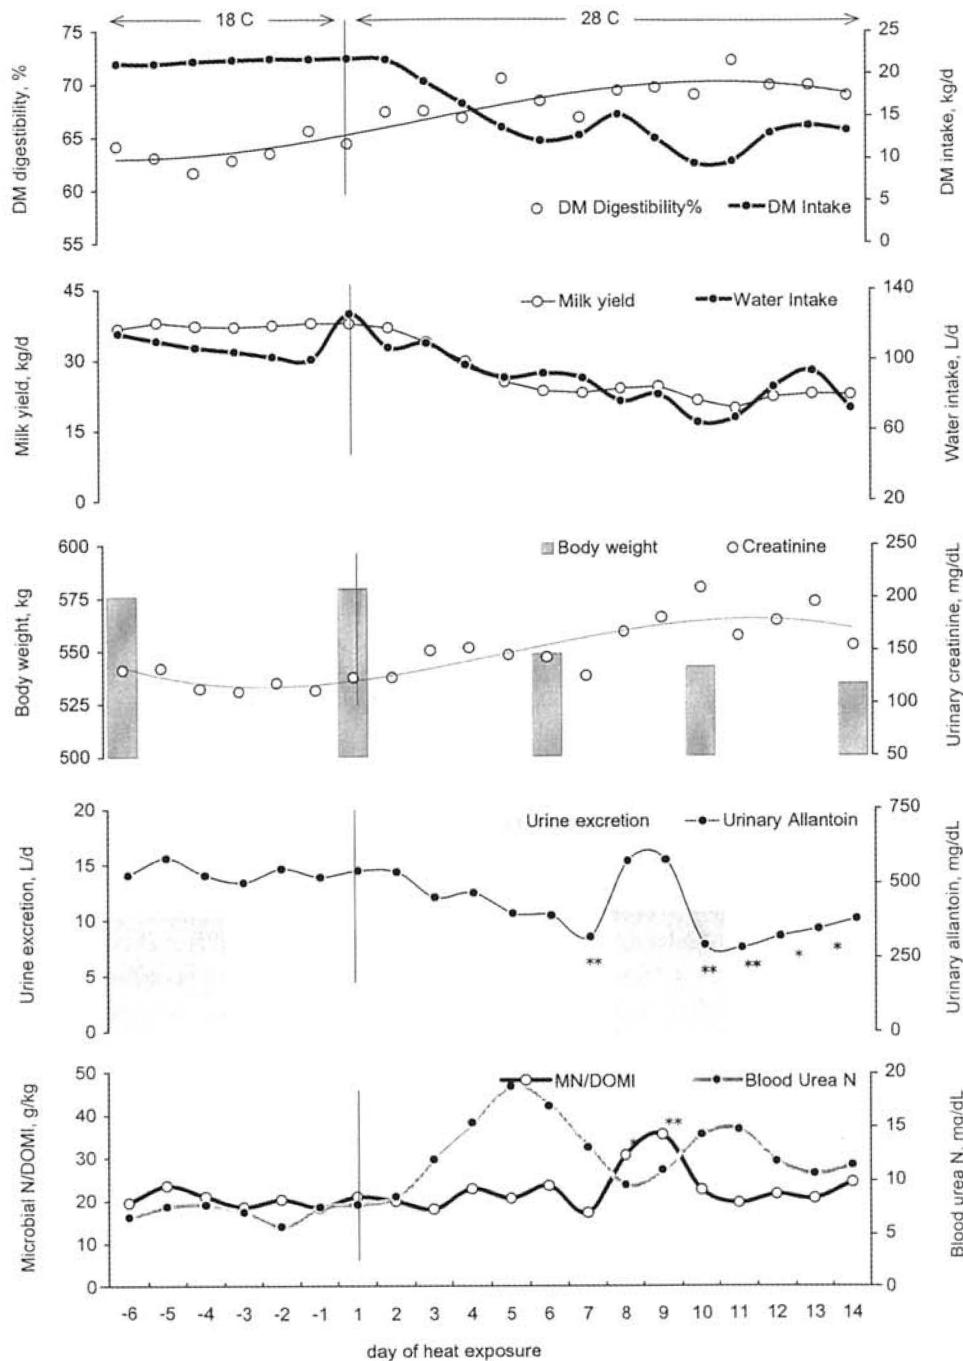 18 C 28 C
DM digestibility, %
75
70
65
60
55
DM intake, kg/d
25
20
15
10
5
0
DM Digestibility% DM Intake
Milk yield, kg/d
45
30
15
0
Water intake, L/d
140
100
60
20
Milk yield Water Intake
Body weight, kg
600
575
550
525
500
Urinary creatinine, mg/dL
250
200
150
100
50
Body weight Creatinine
Urine excretion, L/d
20
15
10
5
0
Urinary allantoin, mg/dL
750
500
250
0
Urine excretion Urinary Allantoin
** ** ** * *
Microbial N/DOMI, g/kg
50
40
30
20
10
0
Blood urea N, mg/dL
20
15
10
5
0
MN/DOMI Blood Urea N
* **
-6 -5 -4 -3 -2 -1 1 2 3 4 5 6 7 8 9 10 11 12 13 14
day of heat exposure